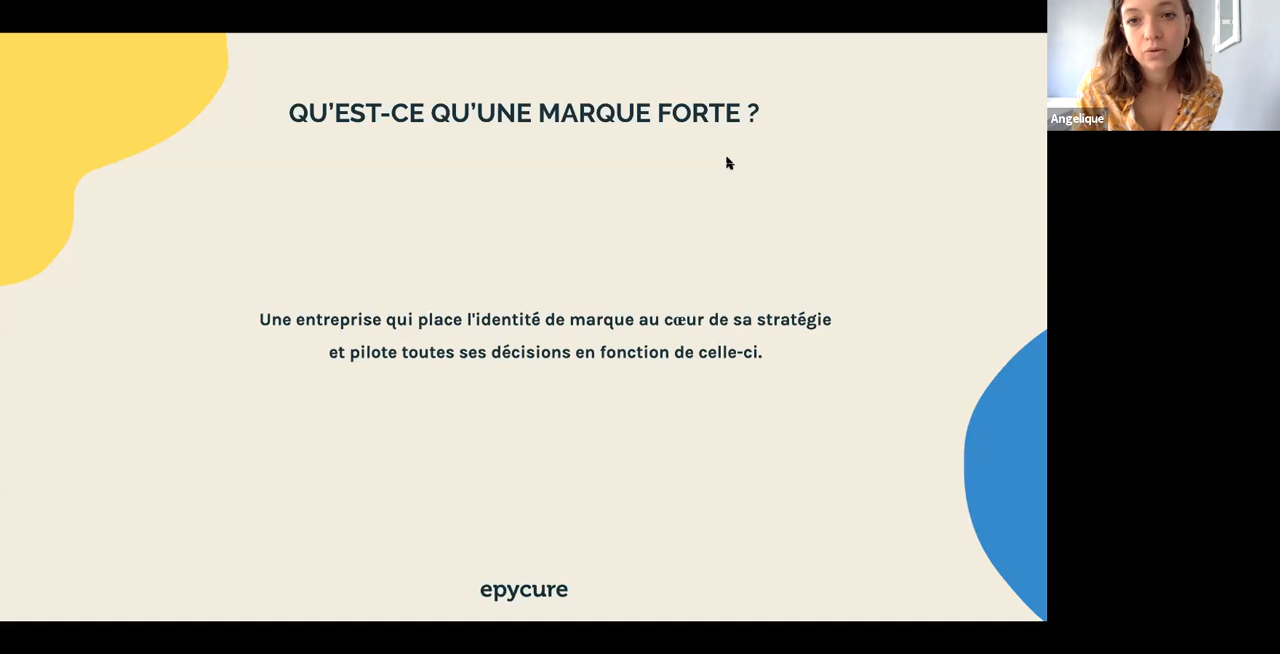 QU’EST-CE QU’UNE MARQUE FORTE ?
Angelique
Une entreprise qui place l'identité de marque au cœur de sa stratégie
et pilote toutes ses décisions en fonction de celle-ci.
epycure